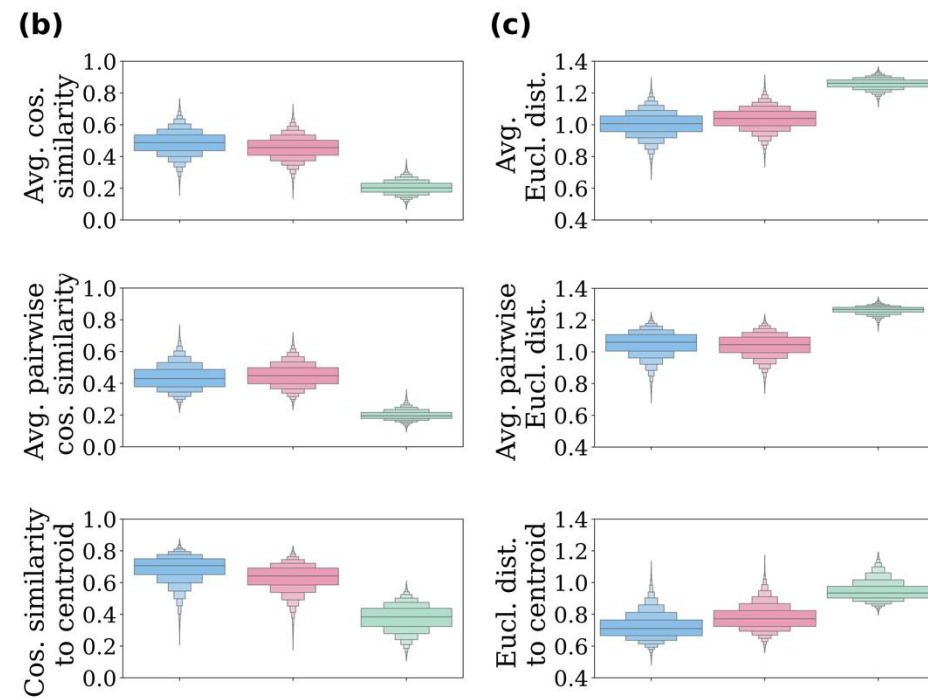 (b)
Avg. cos.
similarity
1.0
0.8
0.6
0.4
0.2
0.0
Avg. pairwise
cos. similarity
1.0
0.8
0.6
0.4
0.2
0.0
Cos. similarity
to centroid
1.0
0.8
0.6
0.4
0.2
0.0
(c)
Avg.
Eucl. dist.
1.4
1.2
1.0
0.8
0.6
0.4
Avg. pairwise
Eucl. dist.
1.4
1.2
1.0
0.8
0.6
0.4
Eucl. dist.
to centroid
1.4
1.2
1.0
0.8
0.6
0.4